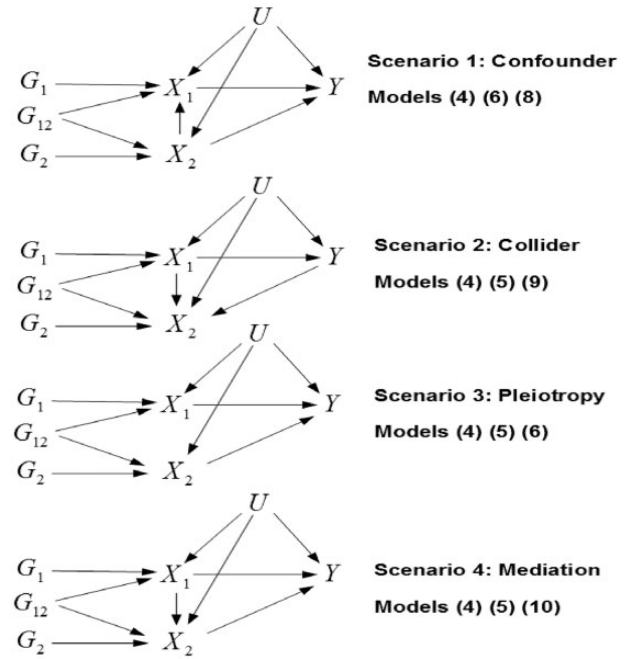 U
Scenario 1: Confounder
G1
X1
Y
Models (4) (6) (8)
G12
G2
X2
U
Scenario 2: Collider
G1
X1
Y
G12
Models (4) (5) (9)
G2
X2
U
Scenario 3: Pleiotropy
G1
X1
Y
G12
Models (4) (5) (6)
G2
X2
U
Scenario 4: Mediation
G1
X1
Y
G12
Models (4) (5) (10)
G2
X2